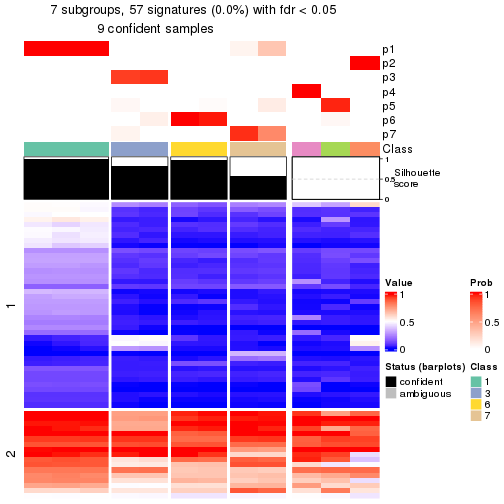 7 subgroups, 57 signatures (0.0%) with fdr < 0.05
9 confident samples
p1
p2
p3
p4
p5
p6
p7
Class
1
0.5
0
Silhouette
score
1
2
Value
1
0.5
0
Prob
1
0.5
0
Status (barplots)
confident
ambiguous
Class
1
3
6
7